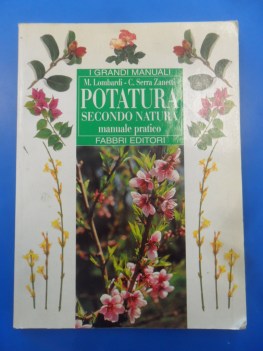 I GRANDI MANUALI
M. Lombardi - C. Serra Zanetti
POTATURA
SECONDO NATURA
manuale pratico
FABBRI EDITORI